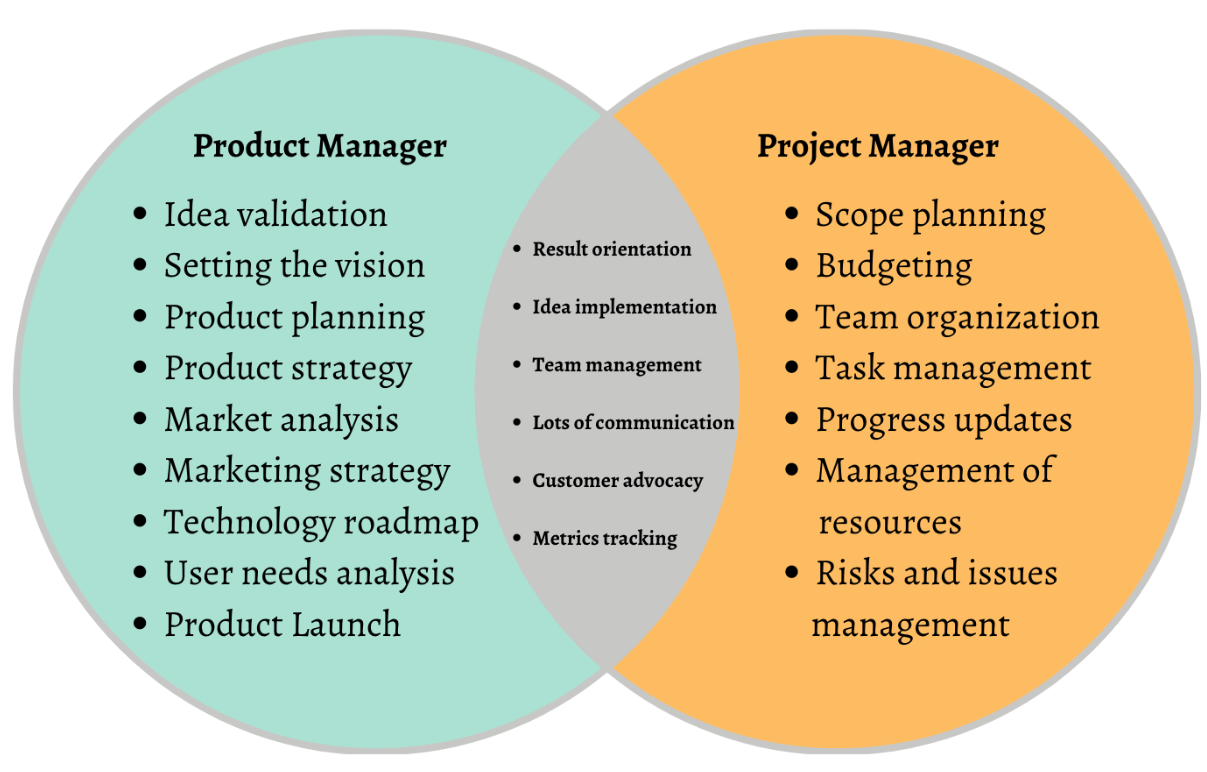 Product Manager
• Idea validation
• Setting the vision
• Product planning
• Product strategy
• Market analysis
• Marketing strategy
• Technology roadmap
• User needs analysis
• Product Launch
• Result orientation
• Idea implementation
• Team management
• Lots of communication
• Customer advocacy
• Metrics tracking
Project Manager
• Scope planning
• Budgeting
• Team organization
• Task management
• Progress updates
• Management of
resources
• Risks and issues
management